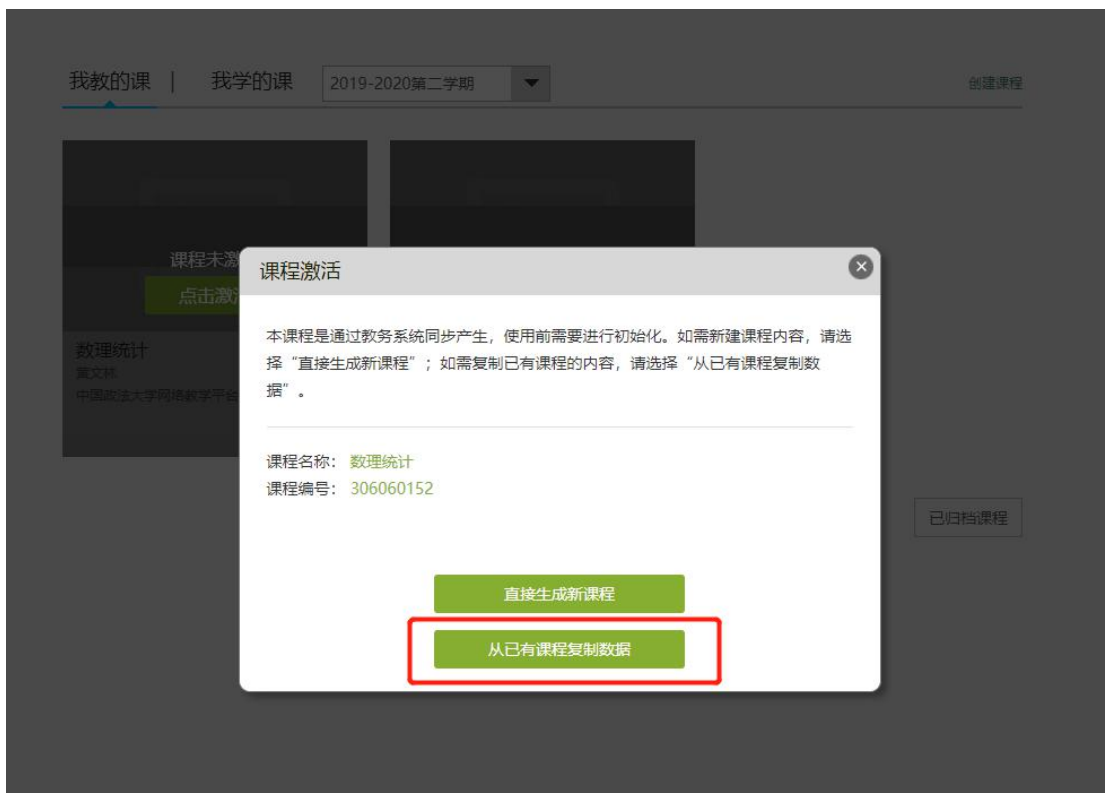 我教的课 | 我学的课 2019-2020第二学期 创建课程
课程未激
点击激活
数理统计
黄文林
中国政法大学网络教学平台
课程激活
本课程是通过教务系统同步产生，使用前需要进行初始化。如需新建课程内容，请选
择“直接生成新课程”；如需复制已有课程的内容，请选择“从已有课程复制数
据”。
课程名称： 数理统计
课程编号： 306060152
已归档课程
直接生成新课程
从已有课程复制数据